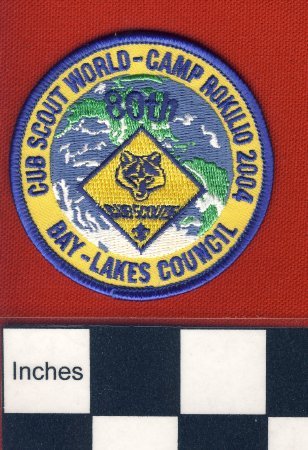 CUB SCOUT WORLD - CAMP ROKILIO 2004
80th
CUB SCOUTS
BAY - LAKES COUNCIL
Inches